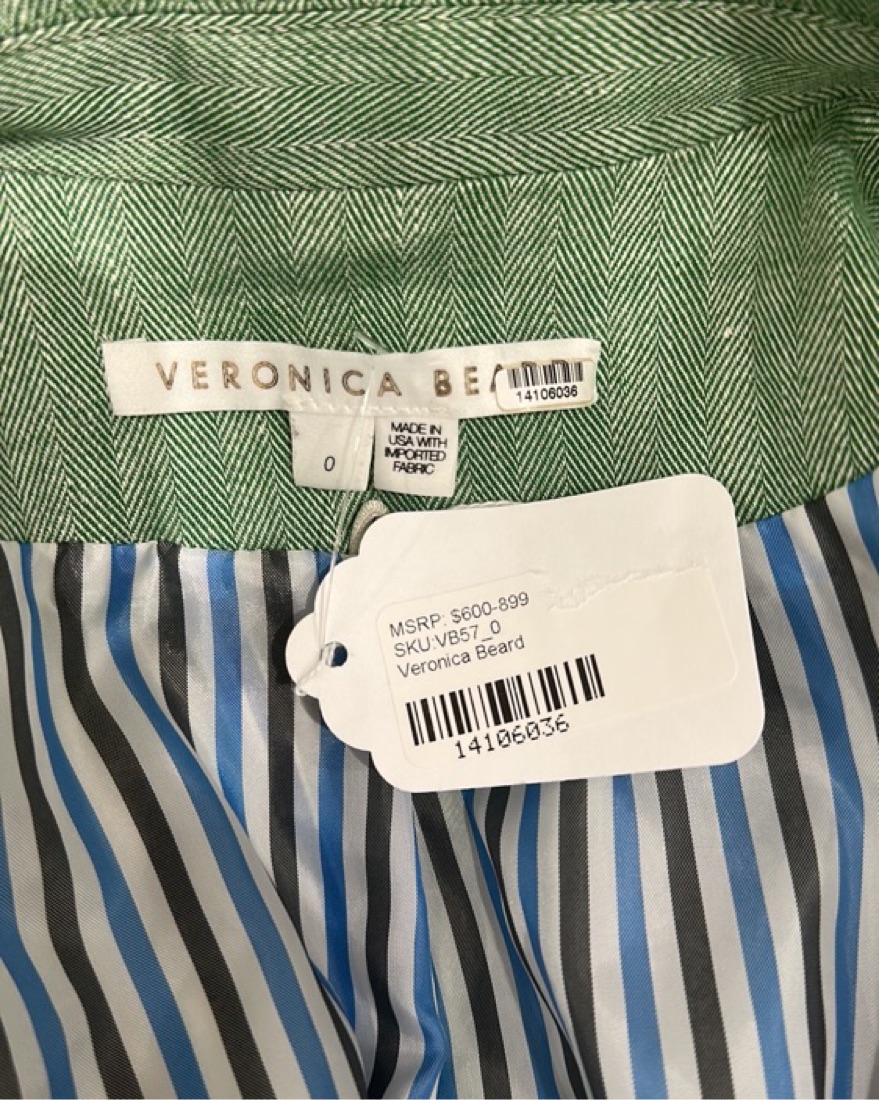 VERONICA BEARD
14106036
0
MADE IN
USA WITH
IMPORTED
FABRIC
MSRP: $600-899
SKU:VB57_0
Veronica Beard
14106036